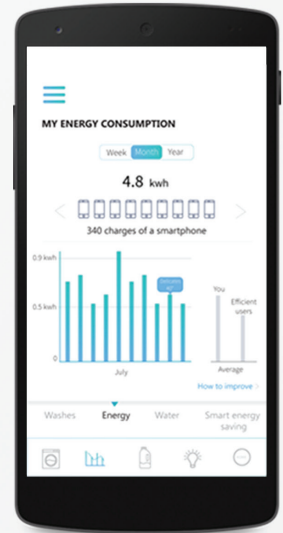 MY ENERGY CONSUMPTION
Week Month Year
4.8 kwh
340 charges of a smartphone
0.9 kwh
0.5 kwh
0
July
You
Efficient
users
Average
How to improve >
Washes Energy Water Smart energy
saving